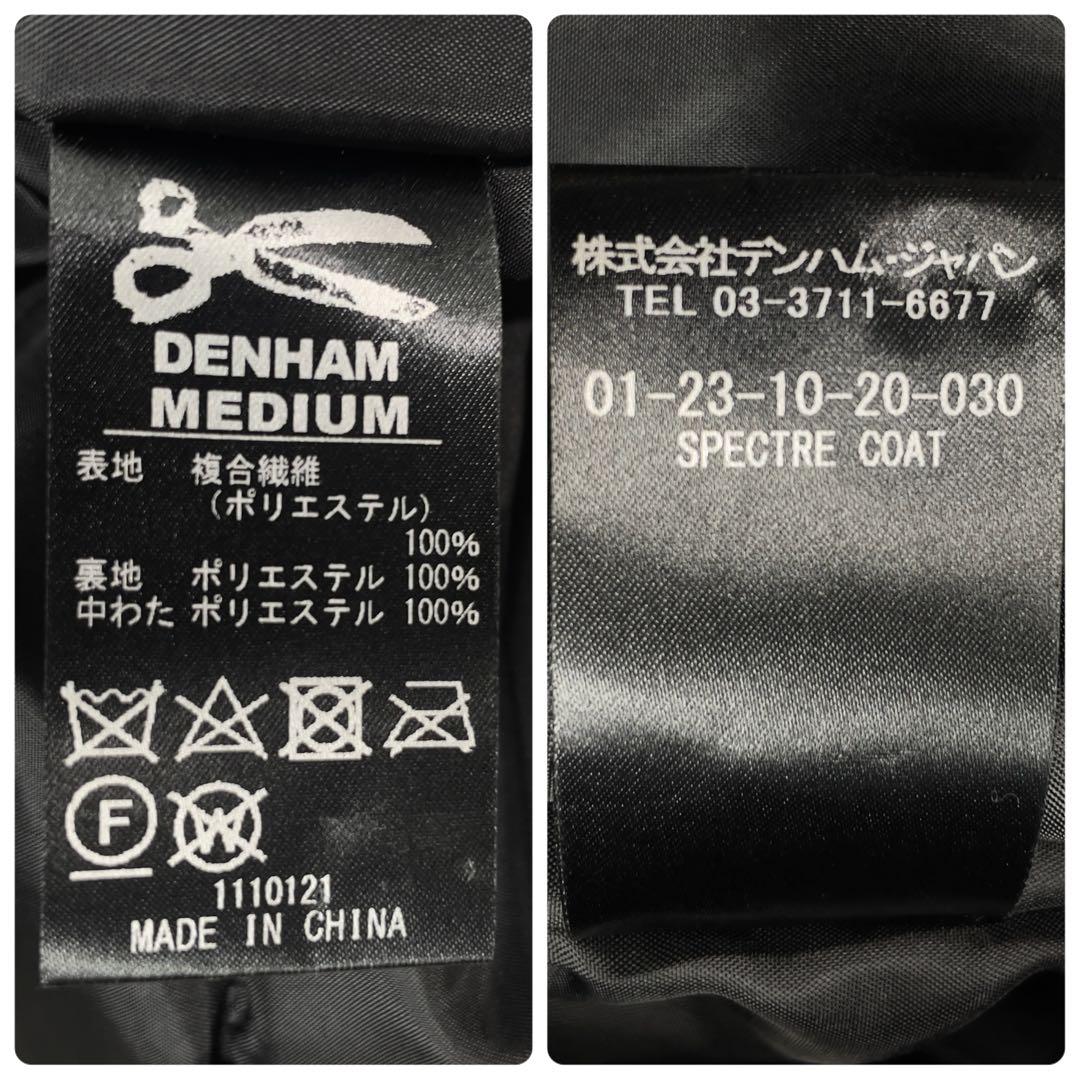 DENHAM
MEDIUM
表地 複合繊維
(ポリエステル)
100%
裏地 ポリエステル 100%
中わた ポリエステル 100%
F
W
1110121
MADE IN CHINA
株式会社デンハム・ジャパン
TEL 03-3711-6677
01-23-10-20-030
SPECTRE COAT